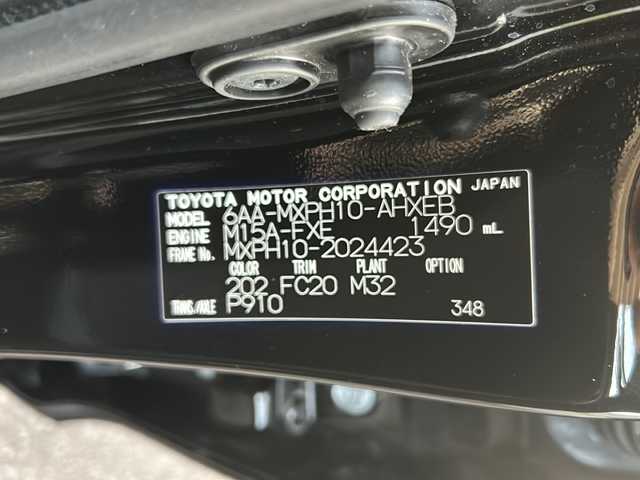 TOYOTA MOTOR CORPORATION JAPAN
MODEL 6AA-MXPH10-AHXEB
ENGINE M15A-FXE 1490 mL
FRAME No. MXPH10-2024423
COLOR TRIM PLANT OPTION
202 FC20 M32
TRANS./AXLE P910 348